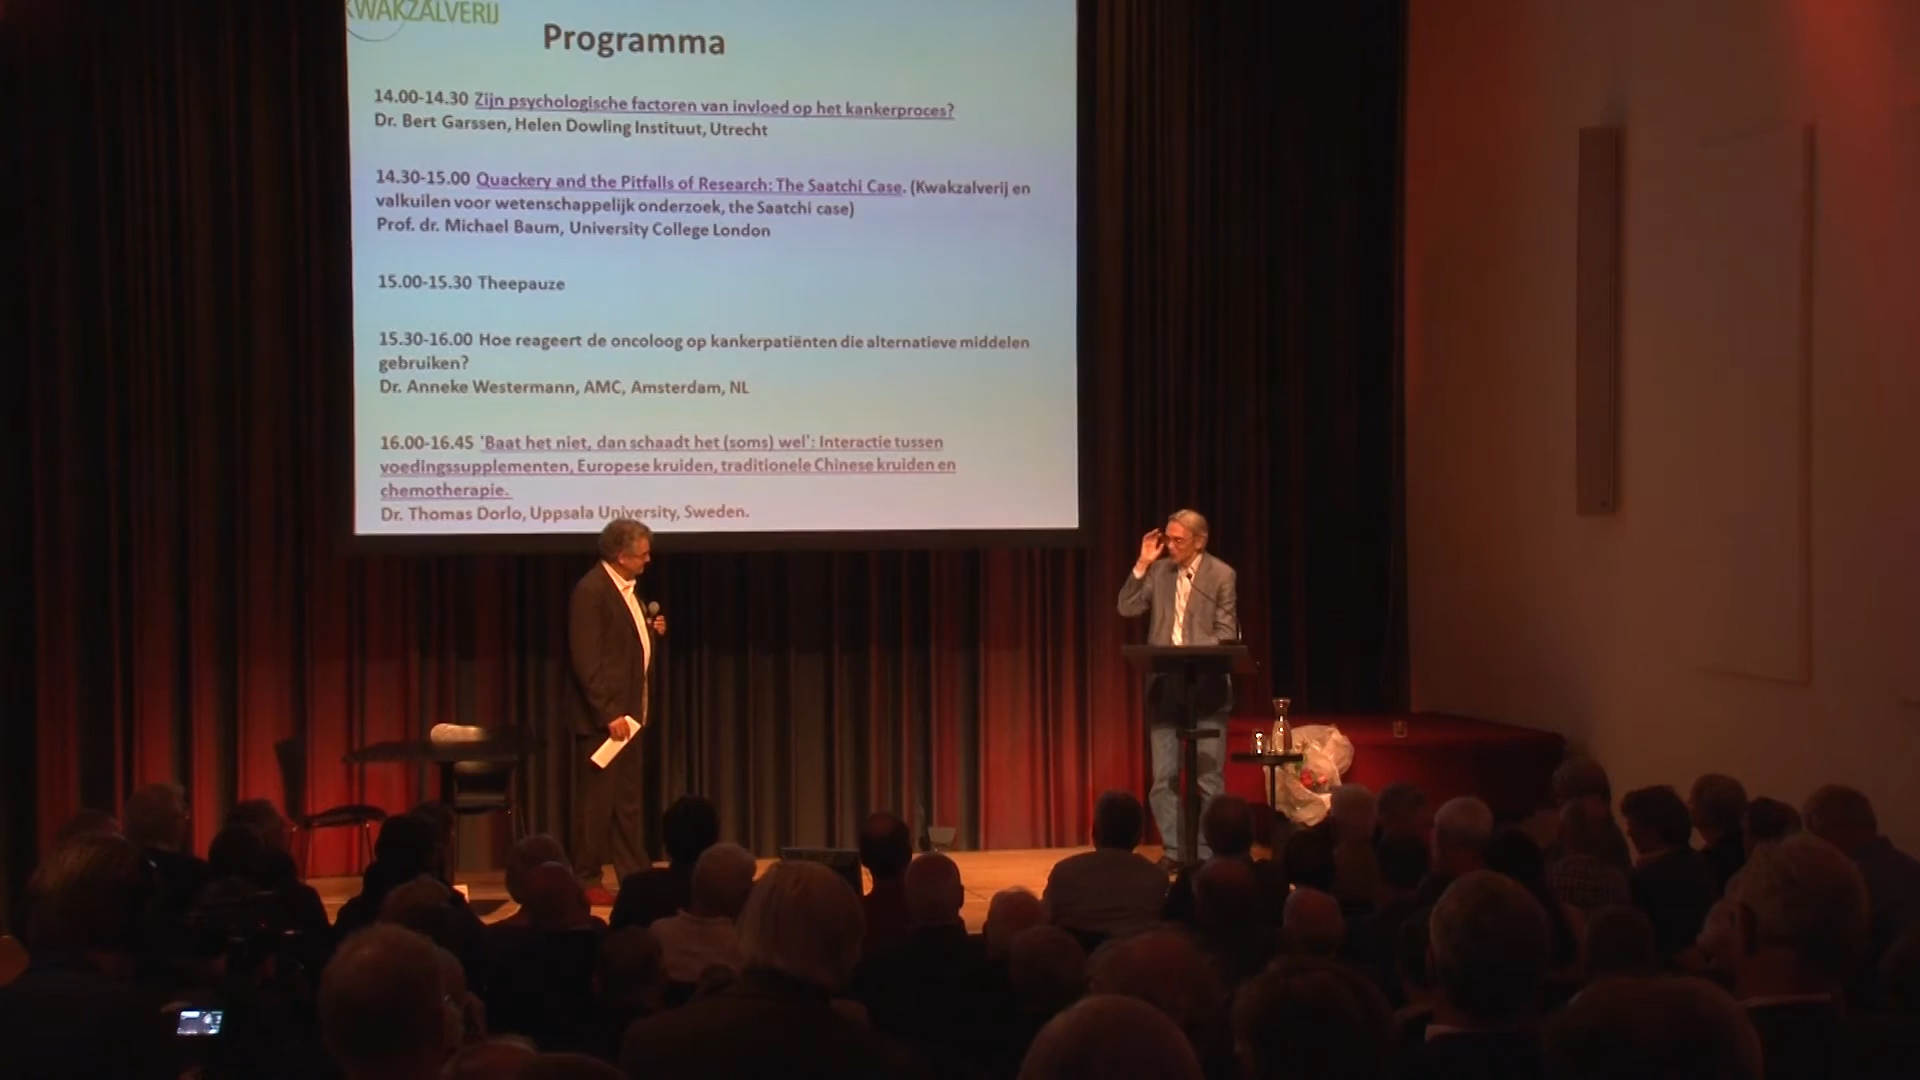 KWAKZALVERIJ
Programma
14.00-14.30 Zijn psychologische factoren van invloed op het kankerproces?
Dr. Bert Garssen, Helen Dowling Instituut, Utrecht
14.30-15.00 Quackery and the Pitfalls of Research: The Saatchi Case. (Kwakzalverij en
valkuilen voor wetenschappelijk onderzoek, the Saatchi case)
Prof. dr. Michael Baum, University College London
15.00-15.30 Theepauze
15.30-16.00 Hoe reageert de oncoloog op kankerpatiënten die alternatieve middelen
gebruiken?
Dr. Anneke Westermann, AMC, Amsterdam, NL
16.00-16.45 'Baat het niet, dan schaadt het (soms) wel': Interactie tussen
voedingssupplementen, Europese kruiden, traditionele Chinese kruiden en
chemotherapie.
Dr. Thomas Dorlo, Uppsala University, Sweden.